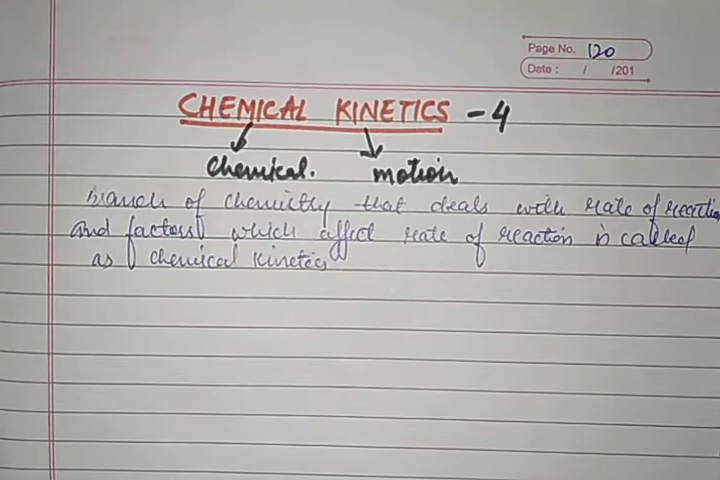 Page No. 120
Date : / /201
CHEMICAL KINETICS - 4
Chemical. motion
branch of chemistry that deals with rate of reaction
and factors which affect rate of reaction is called
as chemical kinetics